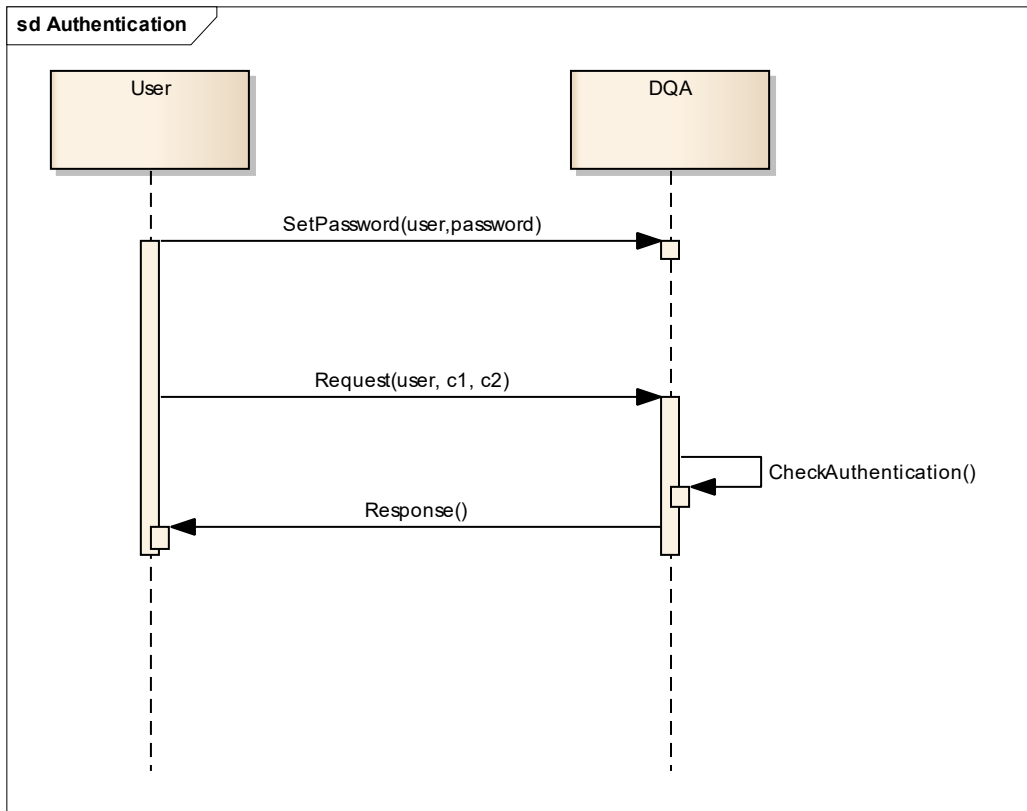 sd Authentication
User
DQA
SetPassword(user,password)
Request(user, c1, c2)
CheckAuthentication()
Response()